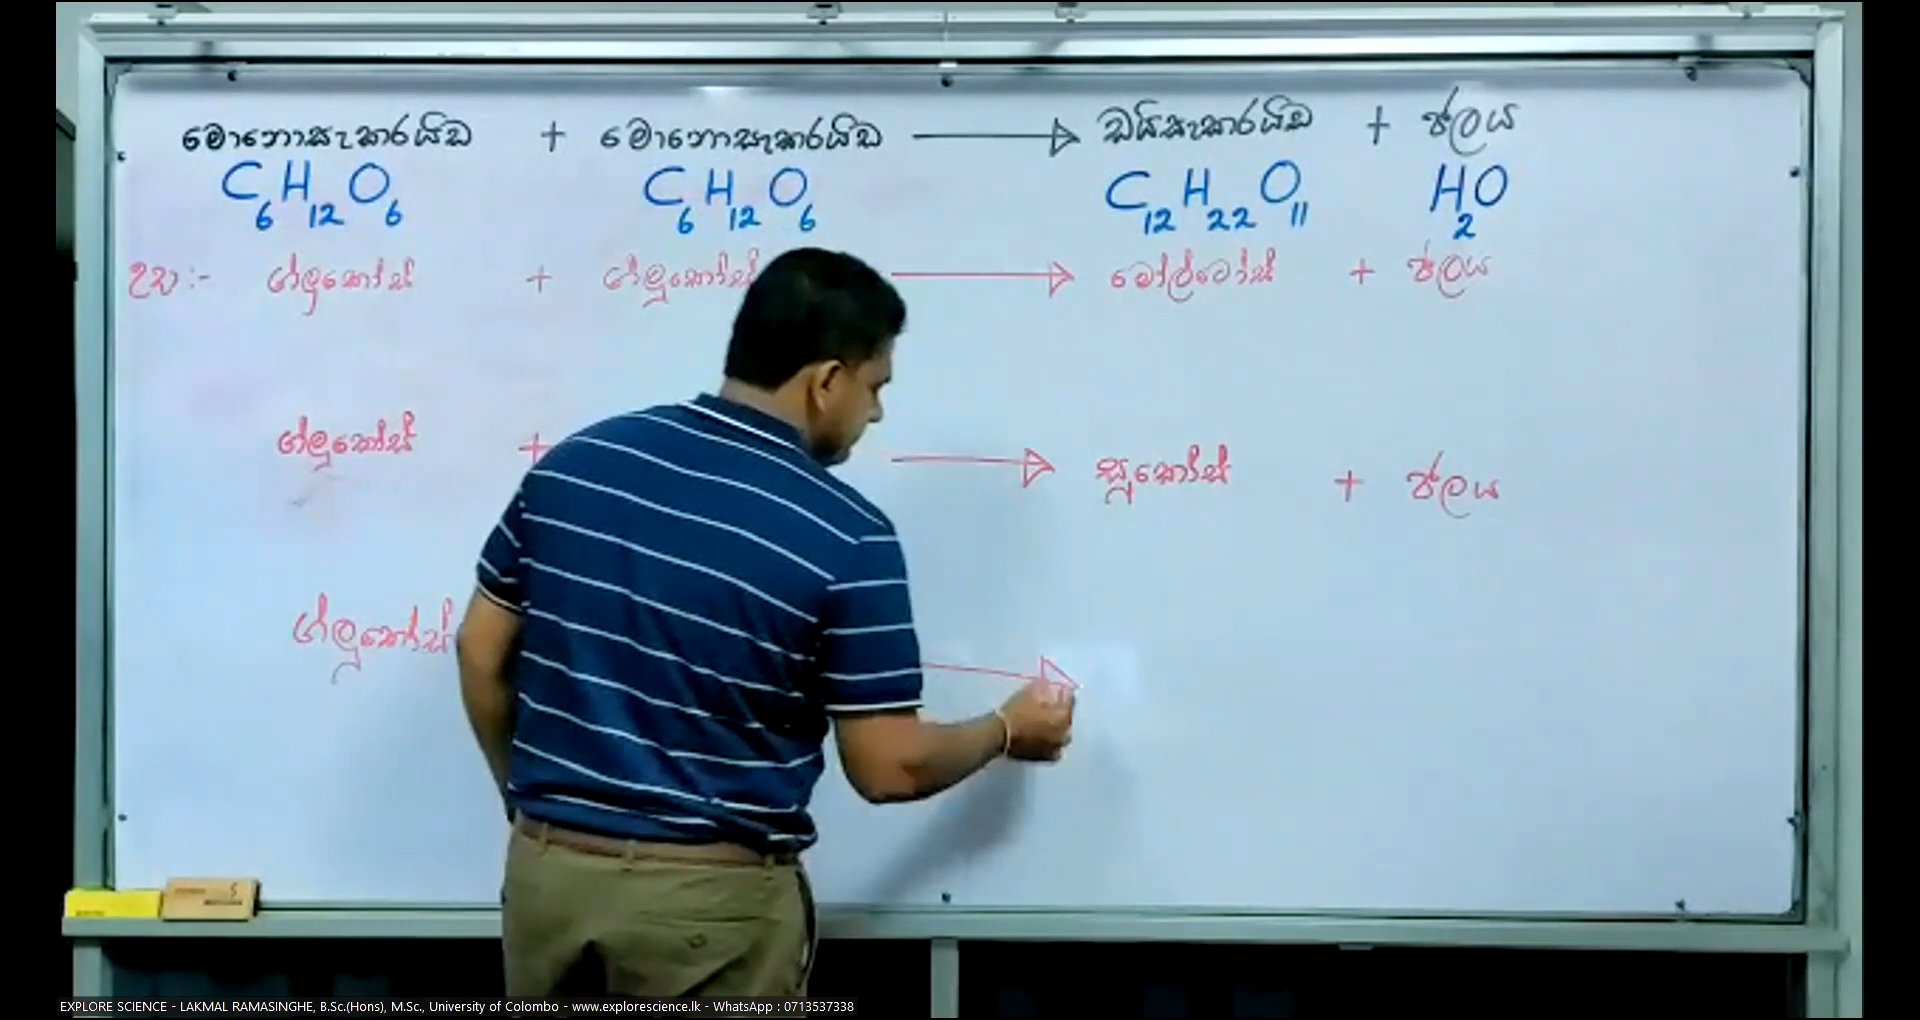 මොනොසැකරයිඩ + මොනොසැකරයිඩ → ඩයිසැකරයිඩ + ජලය
C₆H₁₂O₆ C₆H₁₂O₆ C₁₂H₂₂O₁₁ H₂O
උදා:- ග්ලුකෝස් + ග්ලුකෝස් → මෝල්ටෝස් + ජලය
ග්ලුකෝස් + → සුක්‍රෝස් + ජලය
ග්ලුකෝස් →
EXPLORE SCIENCE - LAKMAL RAMASINGHE, B.Sc.(Hons), M.Sc., University of Colombo - www.explorescience.lk - WhatsApp : 0713537338